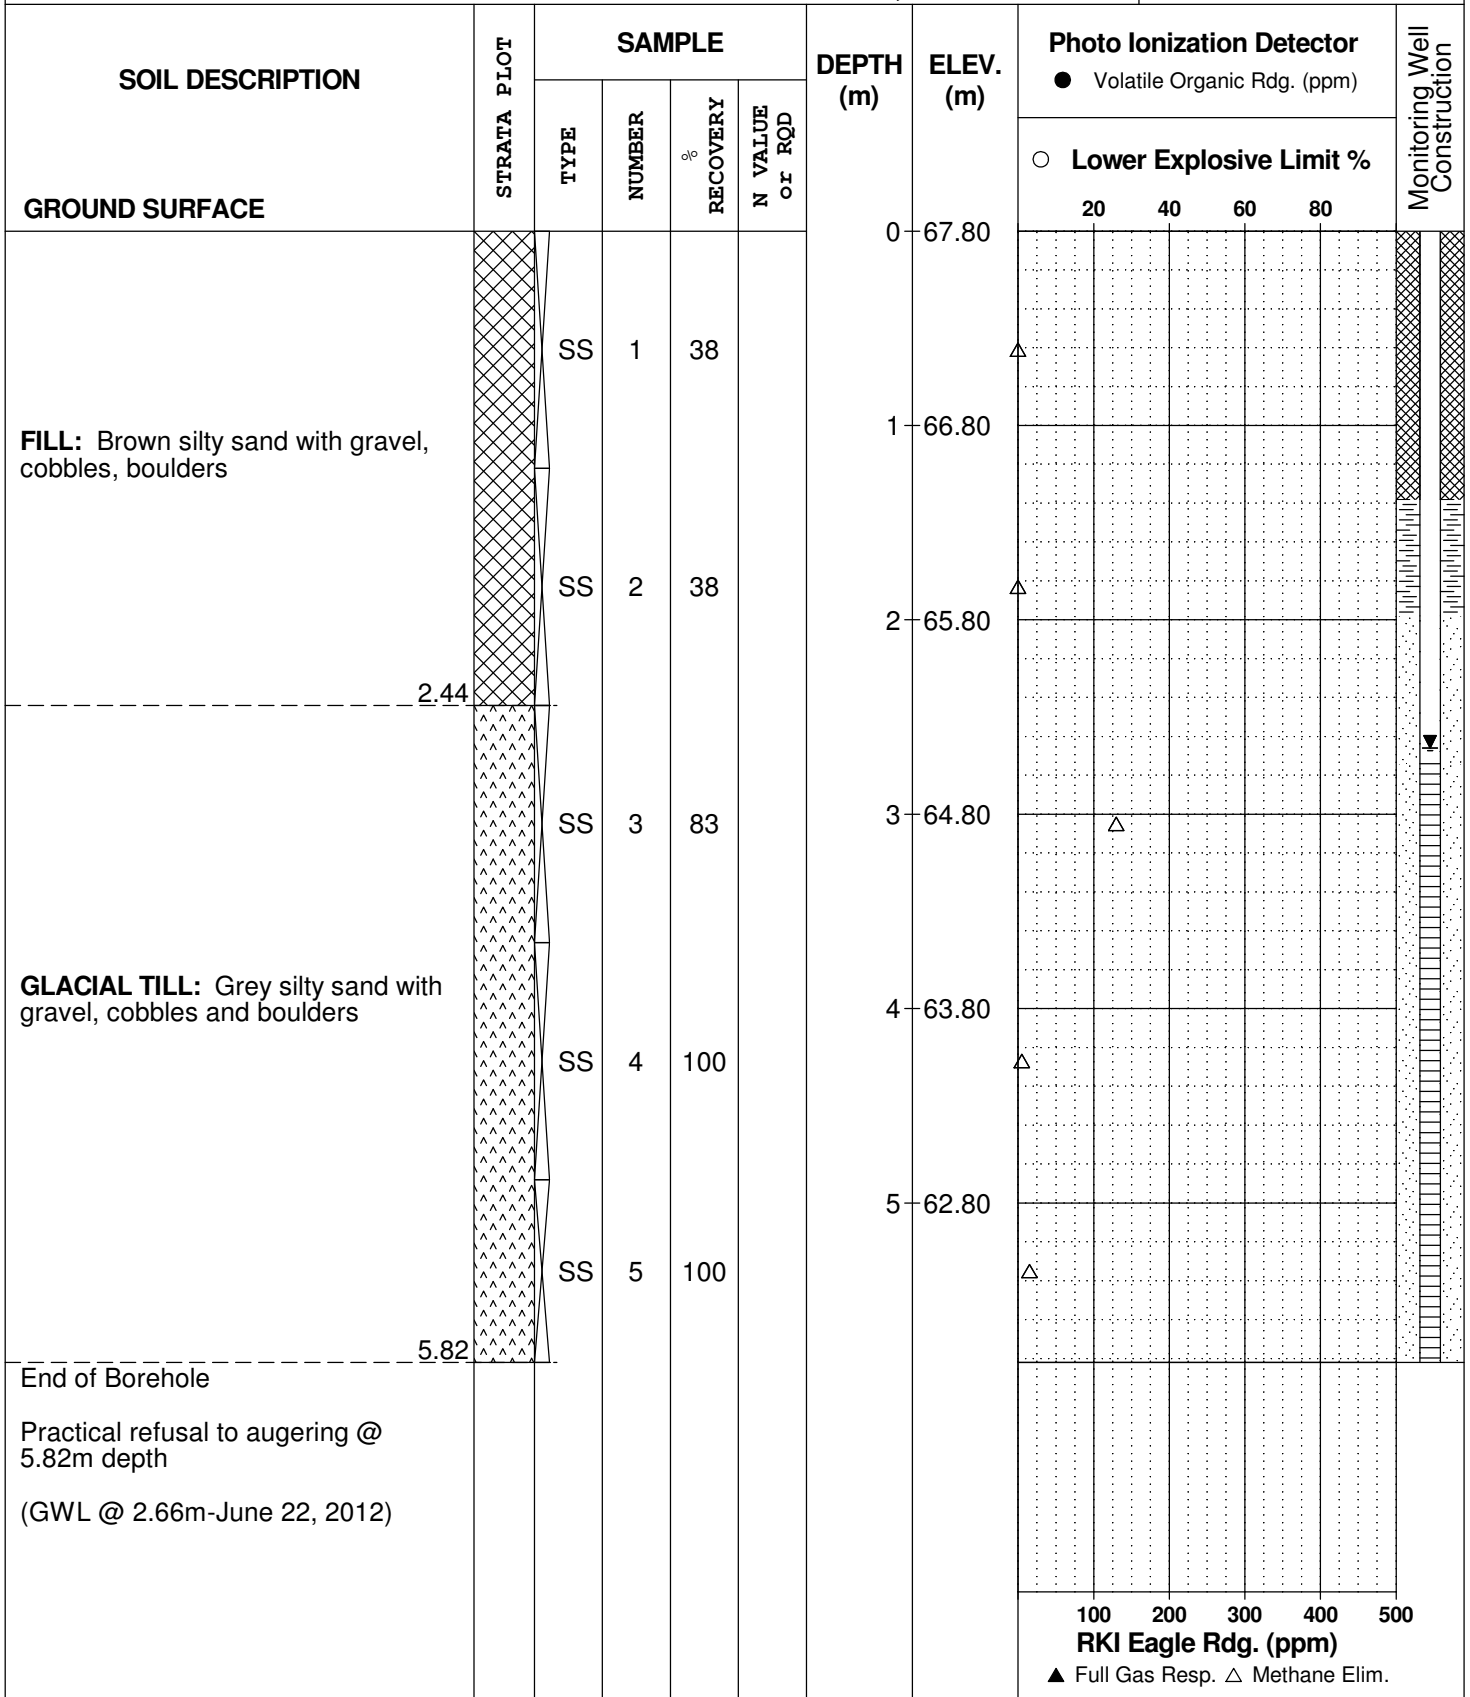 SOIL DESCRIPTION
GROUND SURFACE
STRATA PLOT
SAMPLE
TYPE
NUMBER
%
RECOVERY
N VALUE
or RQD
DEPTH
(m)
ELEV.
(m)
Photo Ionization Detector
● Volatile Organic Rdg. (ppm)
○ Lower Explosive Limit %
20 40 60 80
Monitoring Well
Construction
0 67.80
SS 1 38
1 66.80
FILL: Brown silty sand with gravel,
cobbles, boulders
SS 2 38
2 65.80
2.44
SS 3 83
3 64.80
GLACIAL TILL: Grey silty sand with
gravel, cobbles and boulders
4 63.80
SS 4 100
5 62.80
SS 5 100
5.82
End of Borehole
Practical refusal to augering @
5.82m depth
(GWL @ 2.66m-June 22, 2012)
100 200 300 400 500
RKI Eagle Rdg. (ppm)
▲ Full Gas Resp. △ Methane Elim.